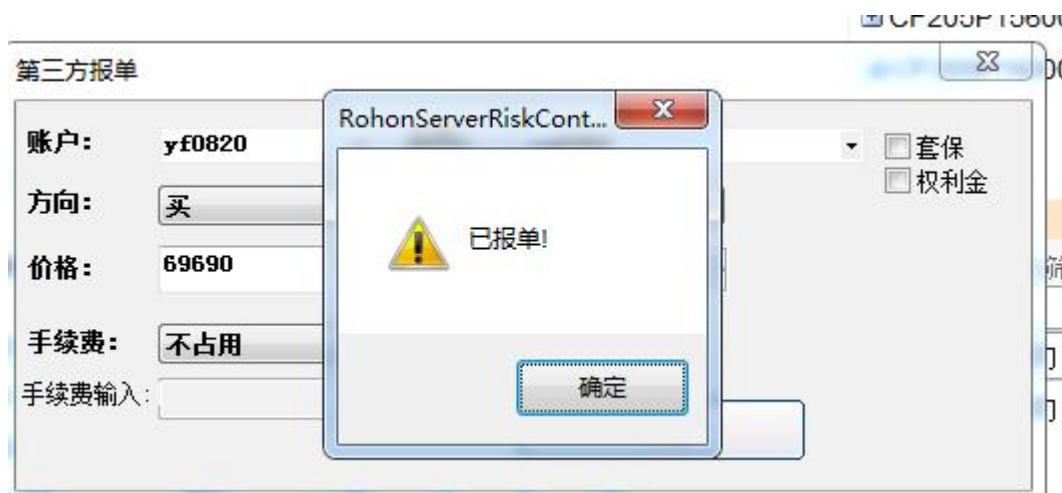 CF205P1560
第三方报单
RohonServerRiskCont...
账户:
yf0820
套保
权利金
方向:
买
已报单!
价格:
69690
手续费:
不占用
手续费输入:
确定